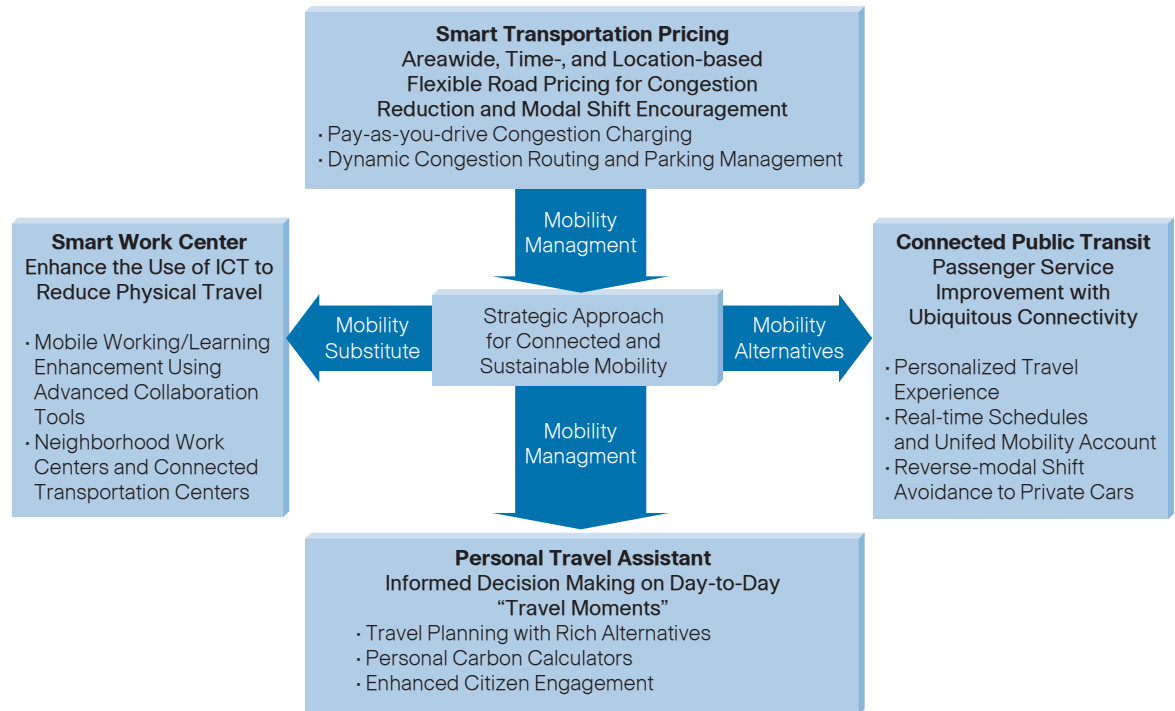 Smart Transportation Pricing
Areawide, Time-, and Location-based
Flexible Road Pricing for Congestion
Reduction and Modal Shift Encouragement
· Pay-as-you-drive Congestion Charging
· Dynamic Congestion Routing and Parking Management
Mobility
Managment
Smart Work Center
Enhance the Use of ICT to
Reduce Physical Travel
· Mobile Working/Learning
Enhancement Using
Advanced Collaboration
Tools
· Neighborhood Work
Centers and Connected
Transportation Centers
Mobility
Substitute
Strategic Approach
for Connected and
Sustainable Mobility
Mobility
Alternatives
Connected Public Transit
Passenger Service
Improvement with
Ubiquitous Connectivity
· Personalized Travel
Experience
· Real-time Schedules
and Unifed Mobility Account
· Reverse-modal Shift
Avoidance to Private Cars
Mobility
Managment
Personal Travel Assistant
Informed Decision Making on Day-to-Day
“Travel Moments”
· Travel Planning with Rich Alternatives
· Personal Carbon Calculators
· Enhanced Citizen Engagement